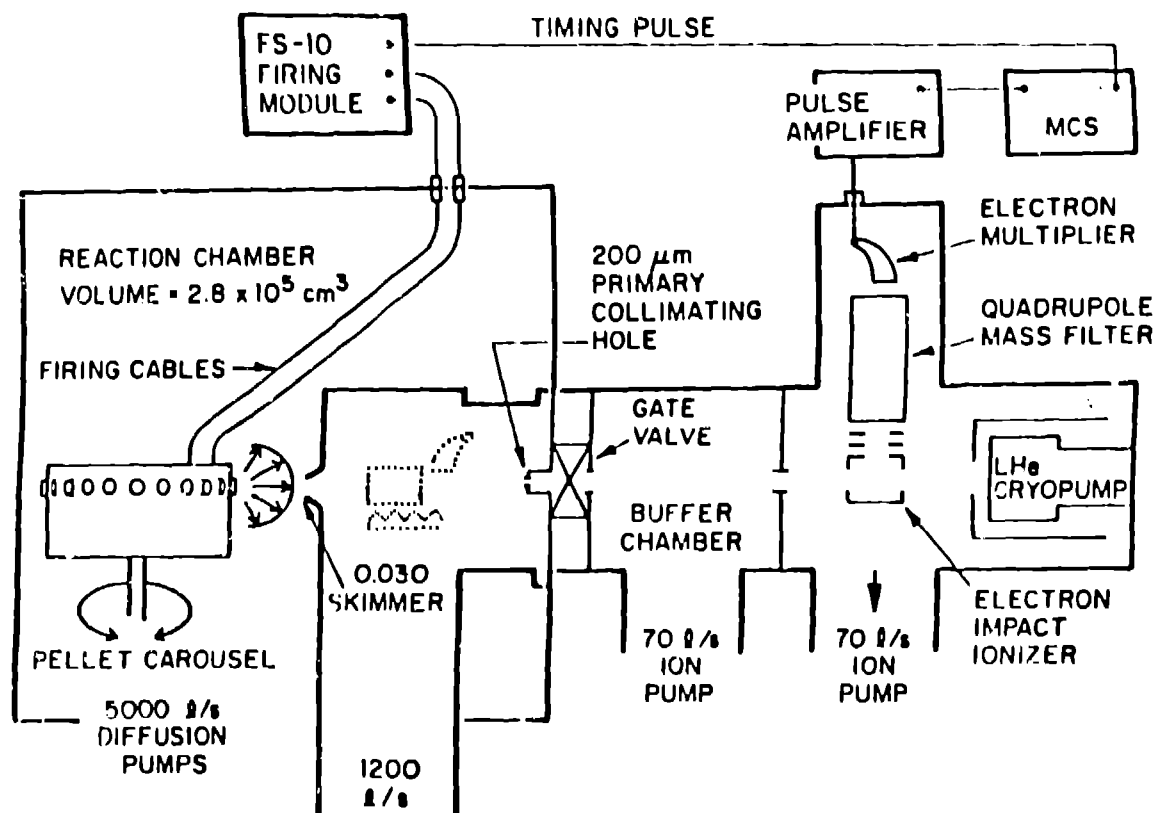 FS-10
FIRING
MODULE
TIMING PULSE
PULSE
AMPLIFIER
MCS
ELECTRON
MULTIPLIER
REACTION CHAMBER
VOLUME = 2.8 x 10⁵ cm³
200 µm
PRIMARY
COLLIMATING
HOLE
QUADRUPOLE
MASS FILTER
FIRING CABLES
GATE
VALVE
LHe
CRYOPUMP
BUFFER
CHAMBER
0.030
SKIMMER
ELECTRON
IMPACT
IONIZER
PELLET CAROUSEL
70 ℓ/s
ION
PUMP
70 ℓ/s
ION
PUMP
5000 ℓ/s
DIFFUSION
PUMPS
1200
ℓ/s